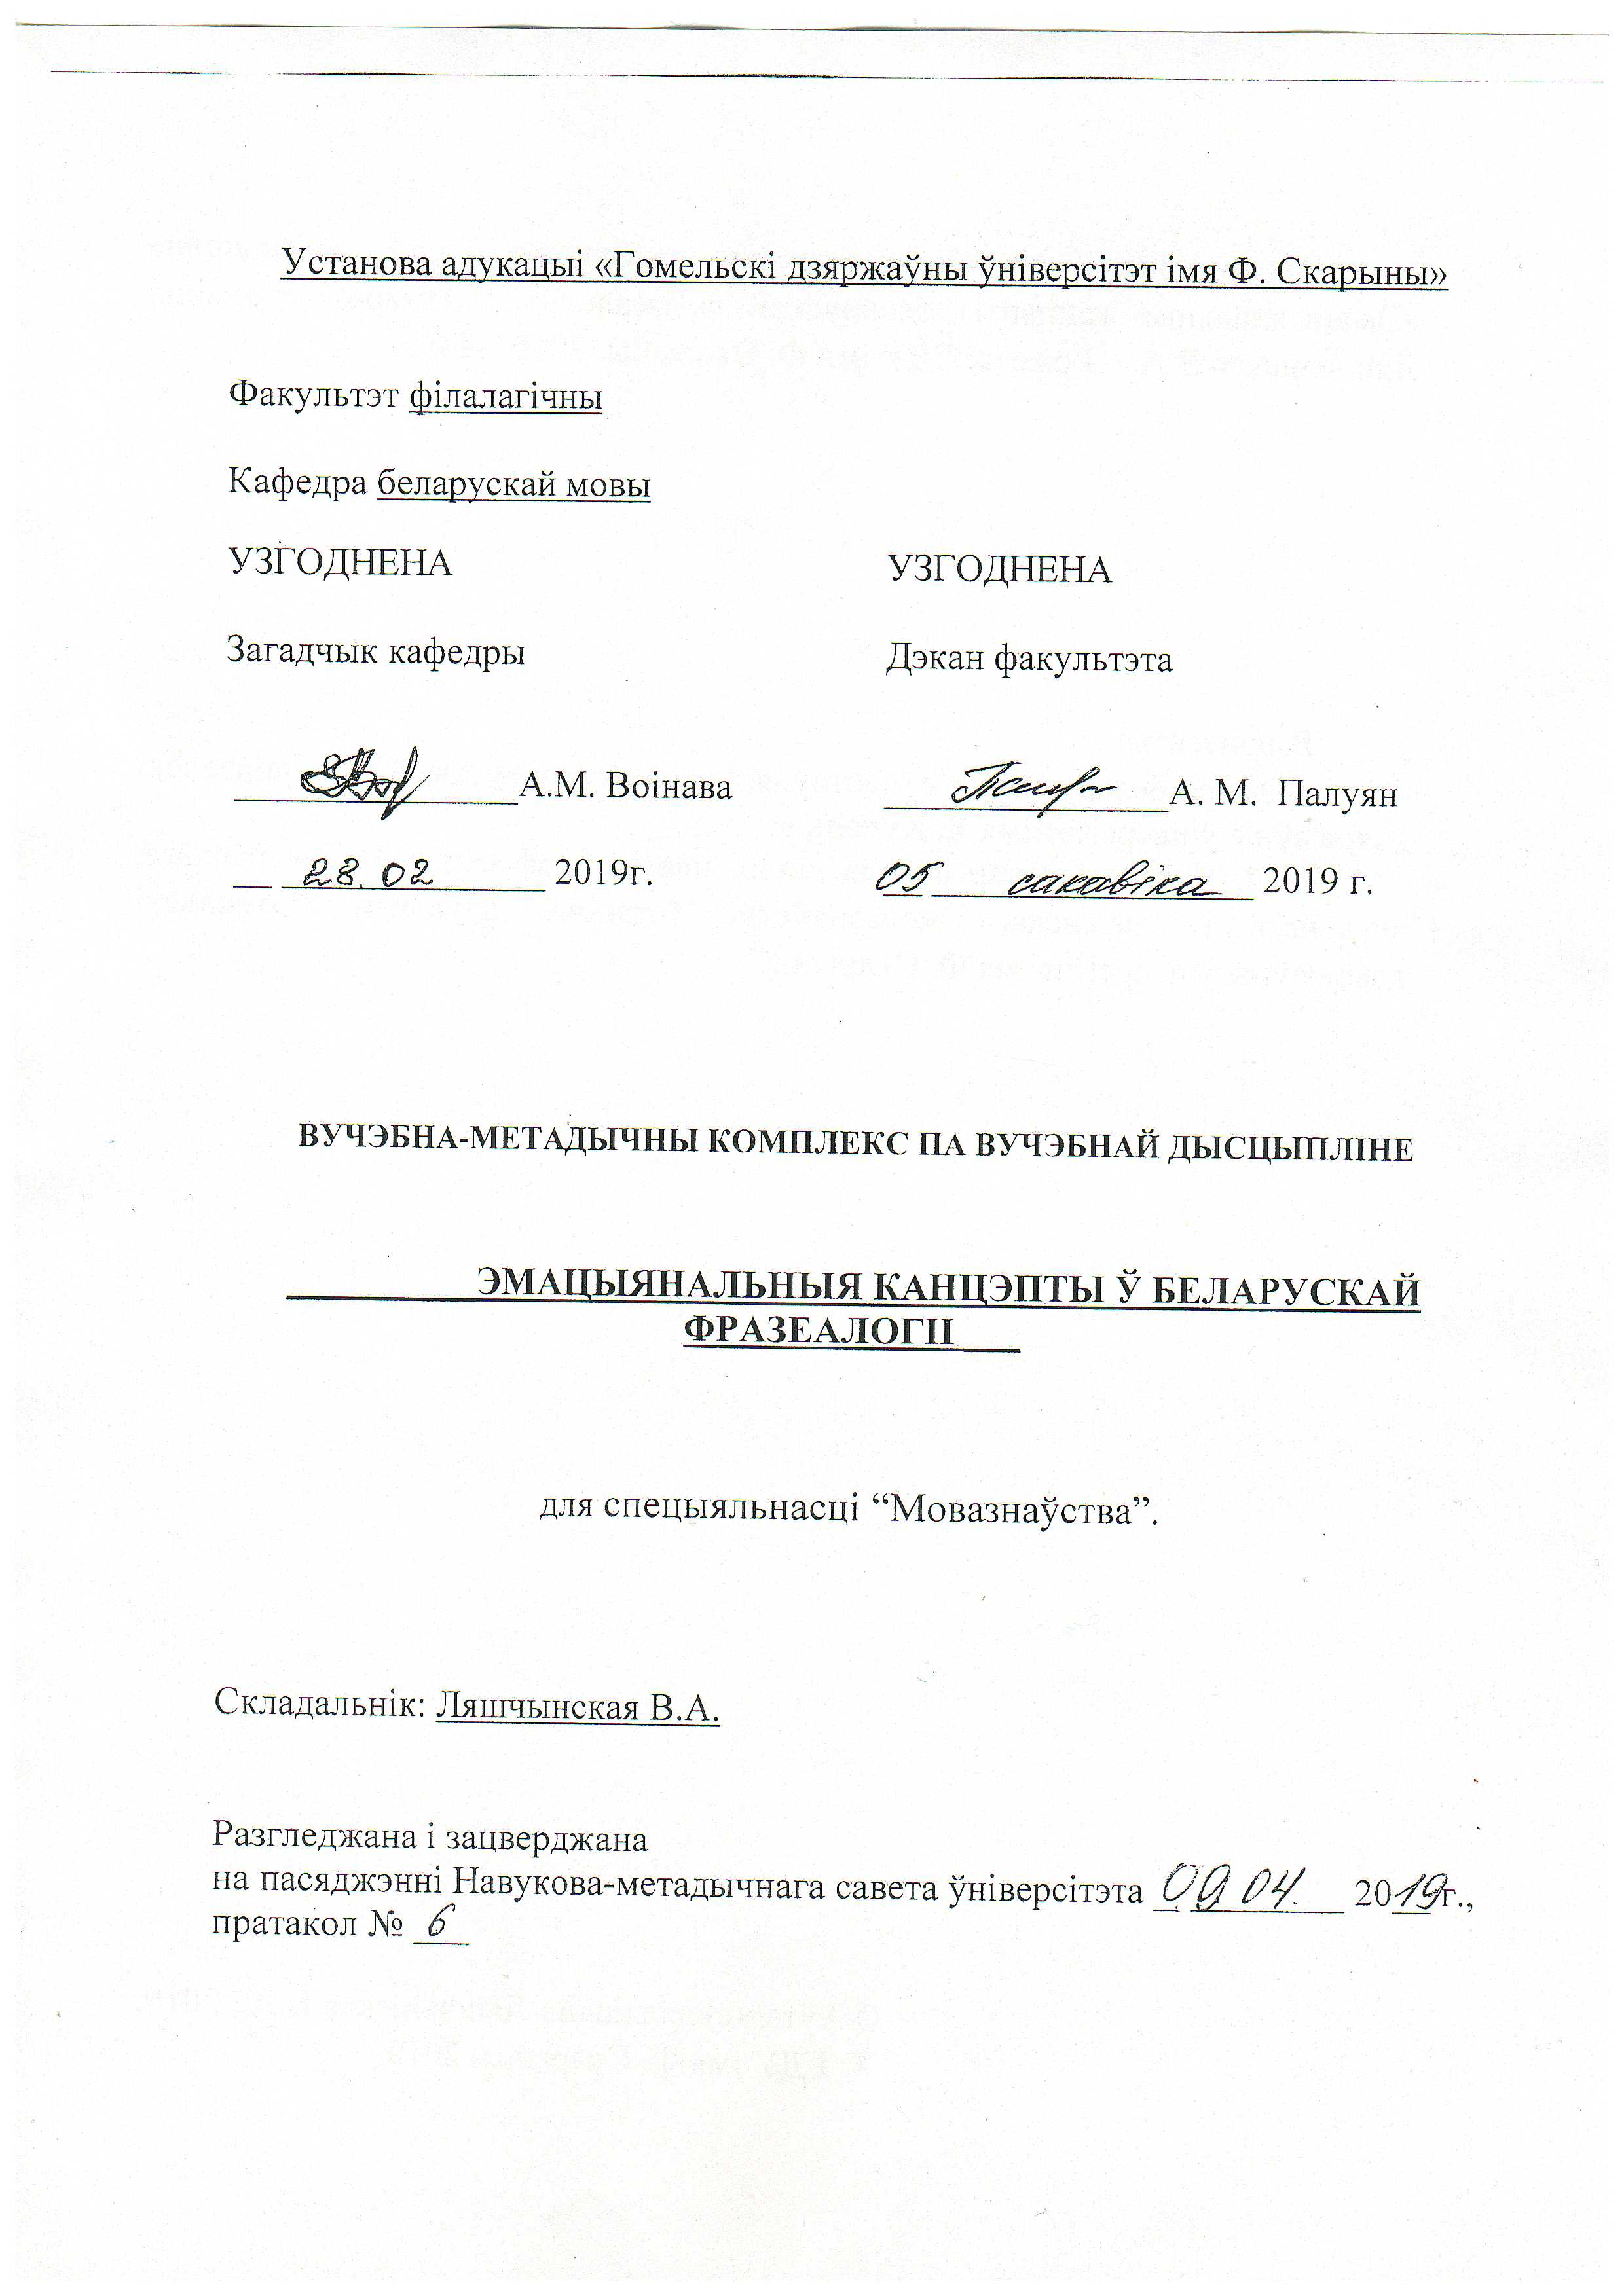 Установа адукацыі «Гомельскі дзяржаўны ўніверсітэт імя Ф. Скарыны»
Факультэт філалагічны
Кафедра беларускай мовы
УЗГОДНЕНА УЗГОДНЕНА
Загадчык кафедры Дэкан факультэта
А.М. Воінава А. М. Палуян
28.02 2019г. 05 сакавіка 2019 г.
ВУЧЭБНА-МЕТАДЫЧНЫ КОМПЛЕКС ПА ВУЧЭБНАЙ ДЫСЦЫПЛІНЕ
ЭМАЦЫЯНАЛЬНЫЯ КАНЦЭПТЫ Ў БЕЛАРУСКАЙ
ФРАЗЕАЛОГІІ
для спецыяльнасці “Мовазнаўства”.
Складальнік: Ляшчынская В.А.
Разгледжана і зацверджана
на пасяджэнні Навукова-метадычнага савета ўніверсітэта 09 04. 2019г.,
пратакол № 6